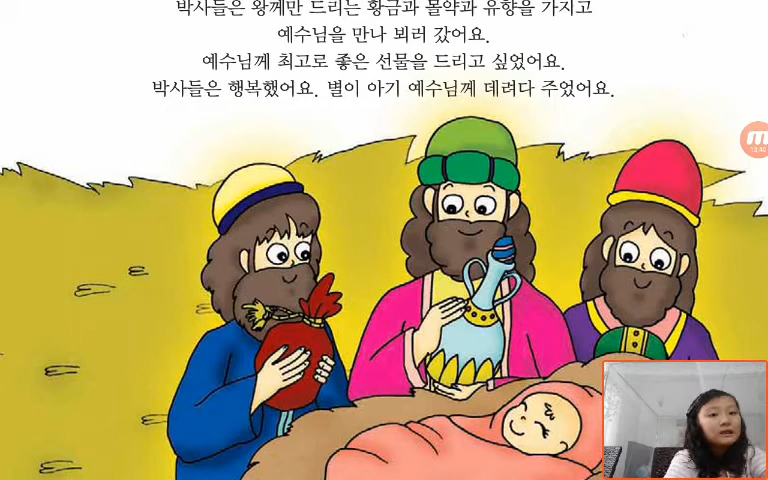 박사들은 왕께만 드리는 황금과 몰약과 유향을 가지고
예수님을 만나 뵈러 갔어요.
예수님께 최고로 좋은 선물을 드리고 싶었어요.
박사들은 행복했어요. 별이 아기 예수님께 데려다 주었어요.